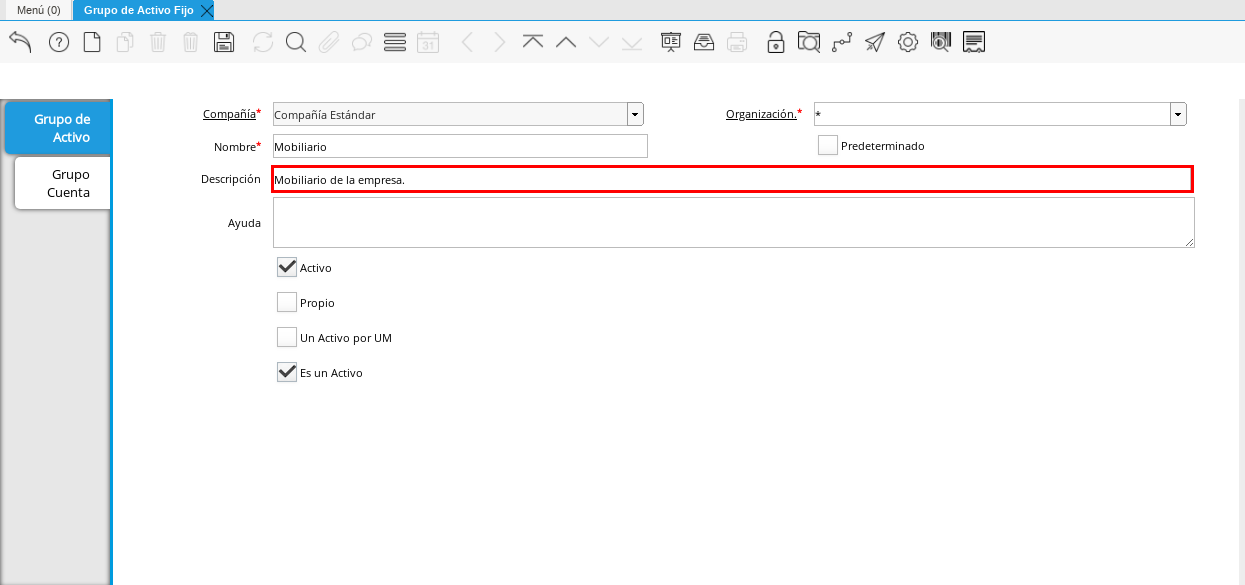 Menú (0)
Grupo de Activo Fijo
31
Grupo de
Activo
Grupo
Cuenta
Compañía* Compañía Estándar
Organización.* *
Nombre* Mobiliario
Predeterminado
Descripción Mobiliario de la empresa.
Ayuda
Activo
Propio
Un Activo por UM
Es un Activo